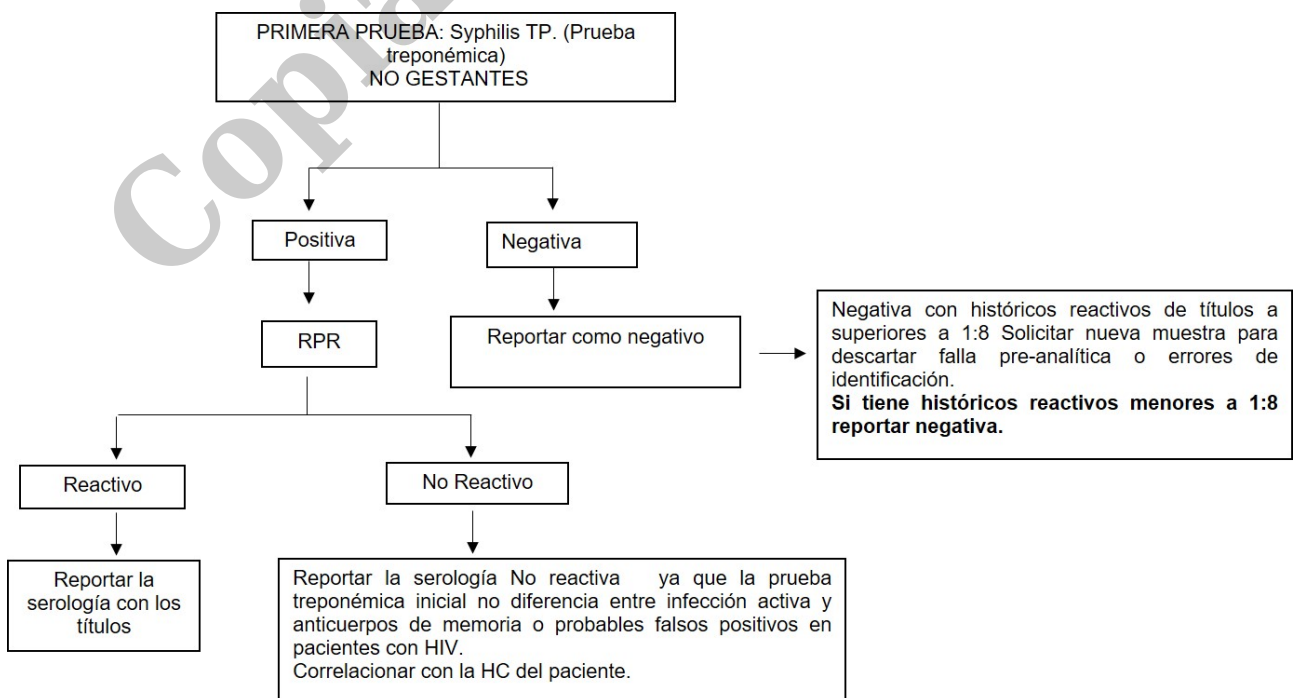 PRIMERA PRUEBA: Syphilis TP. (Prueba
treponémica)
NO GESTANTES
Positiva
Negativa
RPR
Reportar como negativo
Negativa con históricos reactivos de títulos a
superiores a 1:8 Solicitar nueva muestra para
descartar falla pre-analítica o errores de
identificación.
Si tiene históricos reactivos menores a 1:8
reportar negativa.
Reactivo
No Reactivo
Reportar la
serología con los
títulos
Reportar la serología No reactiva ya que la prueba
treponémica inicial no diferencia entre infección activa y
anticuerpos de memoria o probables falsos positivos en
pacientes con HIV.
Correlacionar con la HC del paciente.